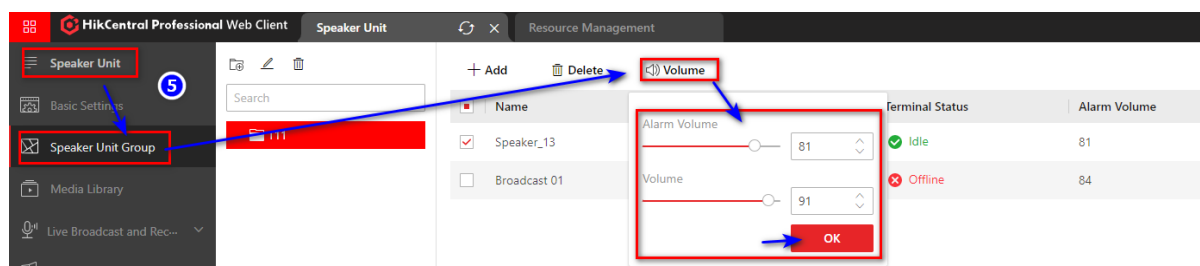 HikCentral Professional Web Client
Speaker Unit
Resource Management
Speaker Unit
5
Basic Settings
Speaker Unit Group
Media Library
Live Broadcast and Rec···
Search
111
Add
Delete
Volume
Name
Terminal Status
Alarm Volume
Speaker_13
Idle
81
Broadcast 01
Offline
84
Alarm Volume
81
Volume
91
OK